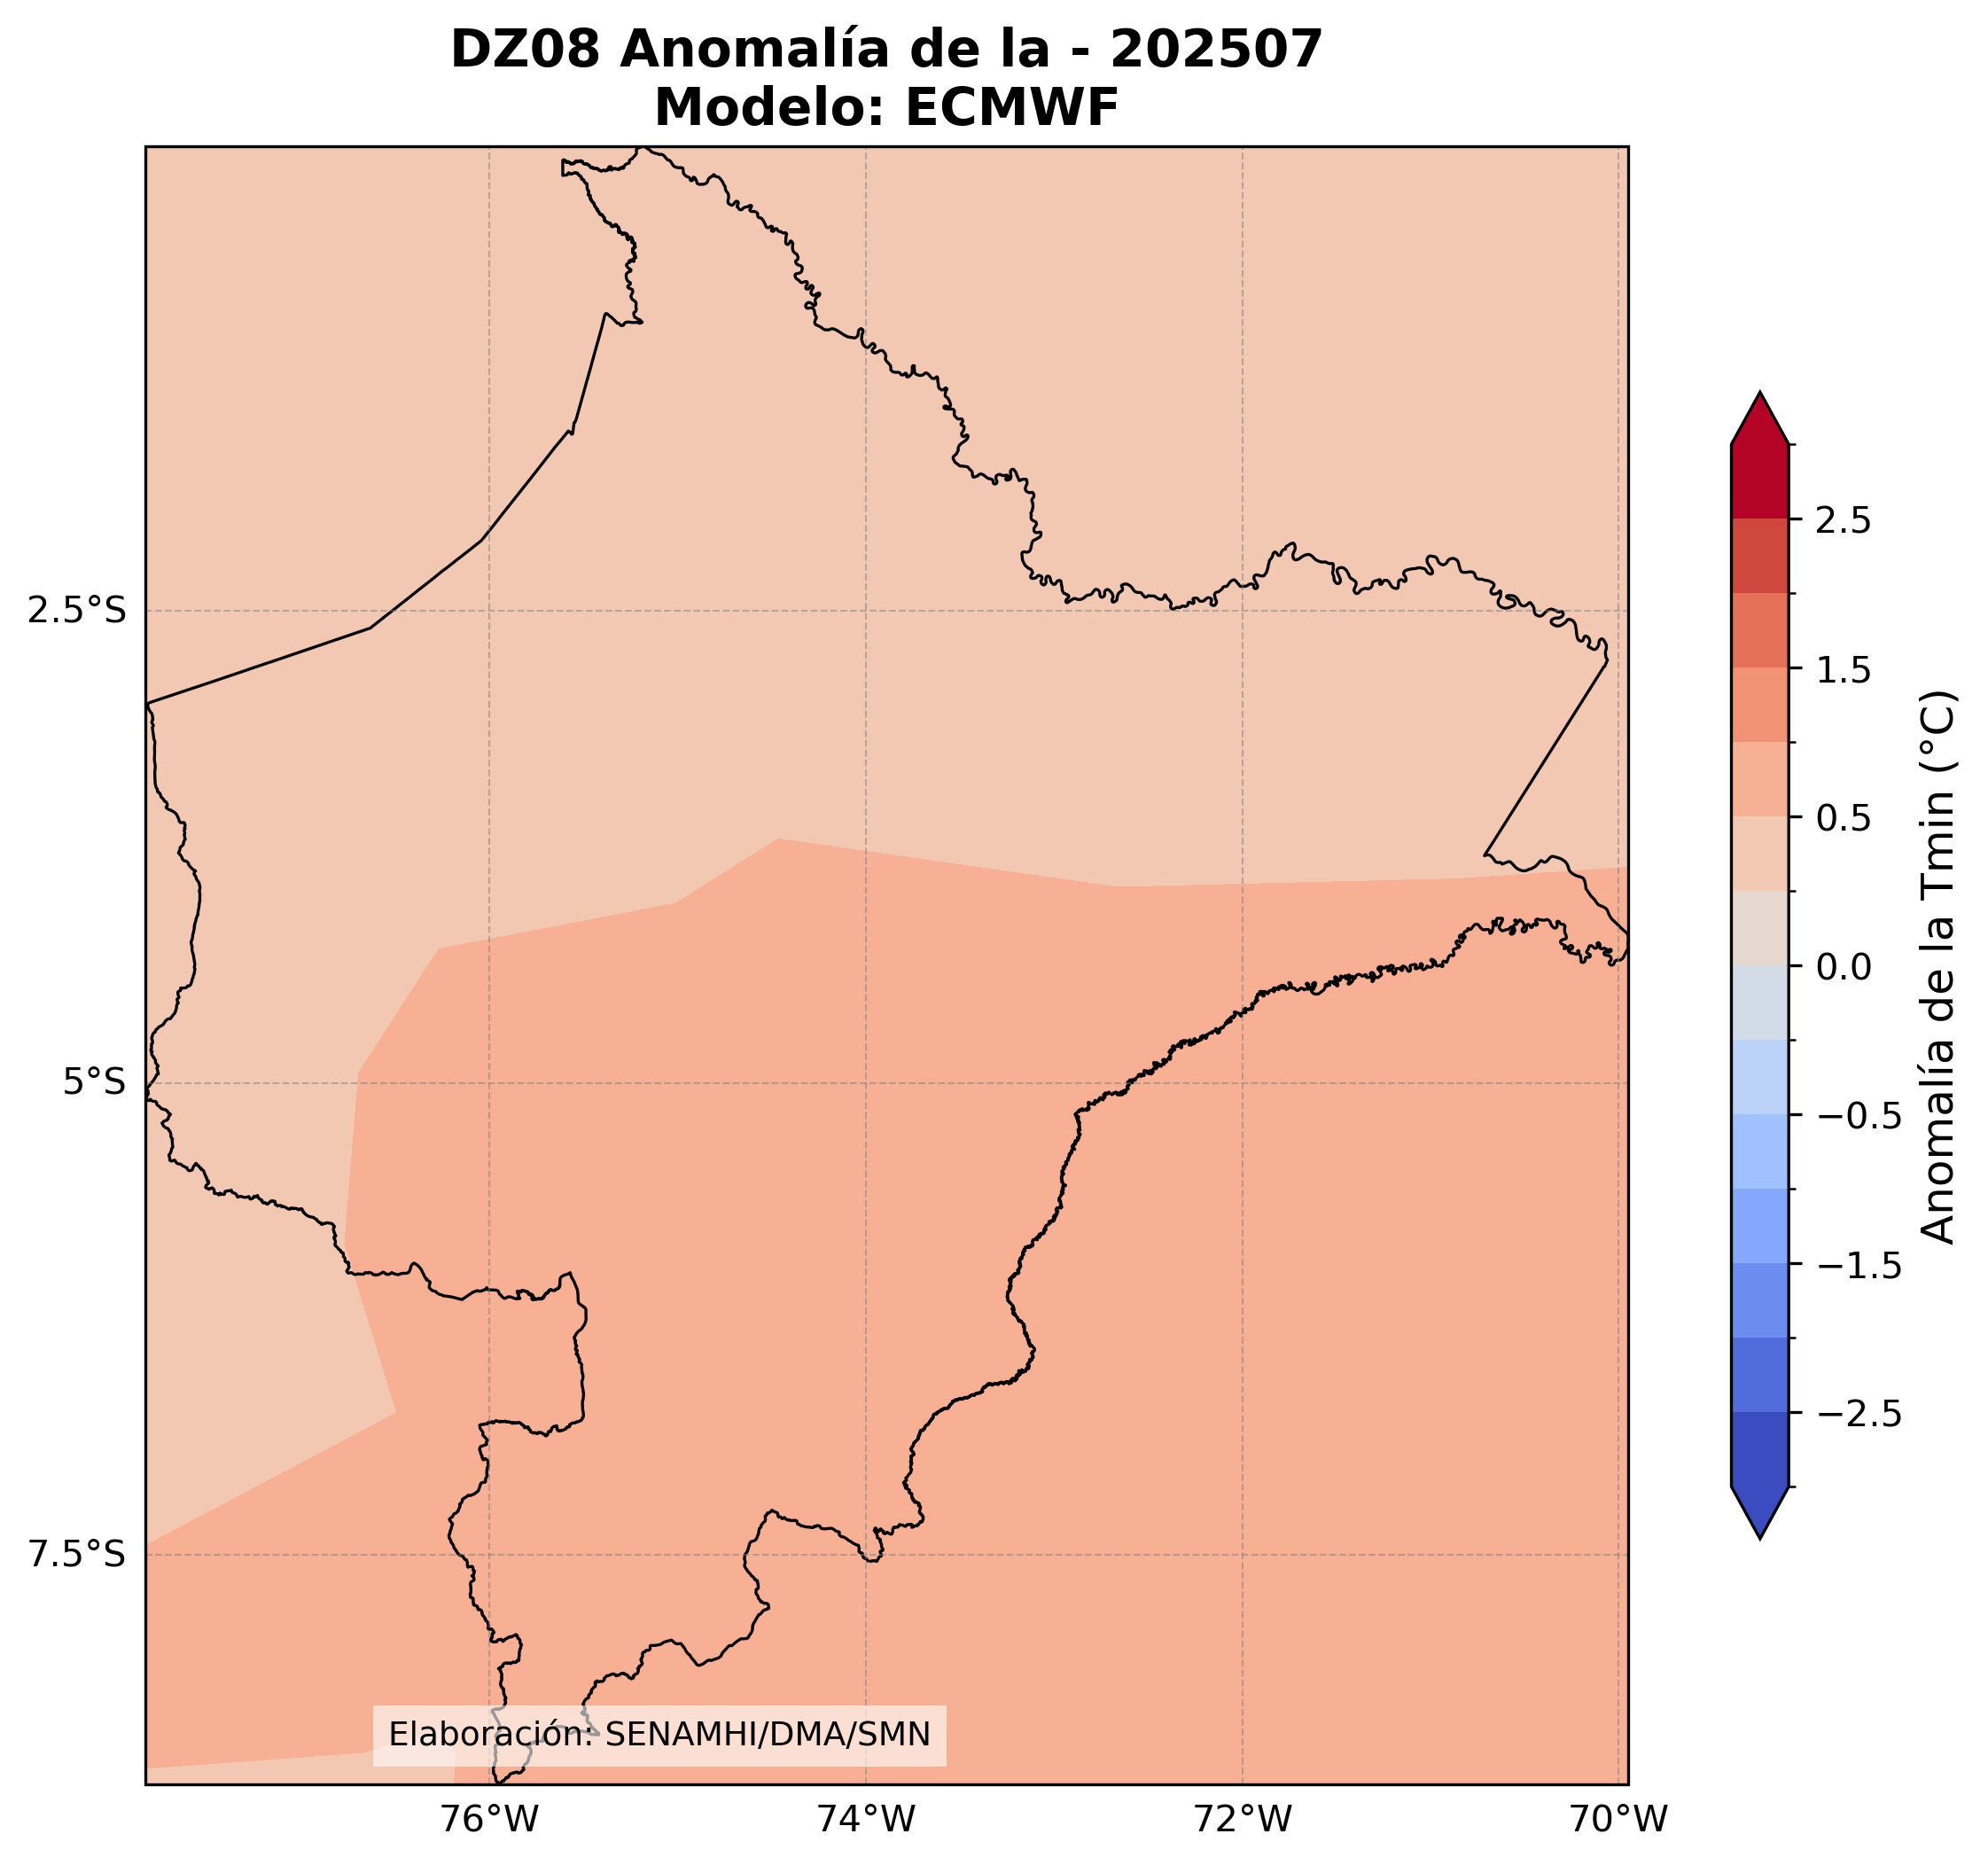 DZ08 Anomalía de la - 202507
Modelo: ECMWF
2.5°S
5°S
7.5°S
76°W
74°W
72°W
70°W
Elaboración: SENAMHI/DMA/SMN
2.5
1.5
0.5
0.0
−0.5
−1.5
−2.5
Anomalía de la Tmin (°C)